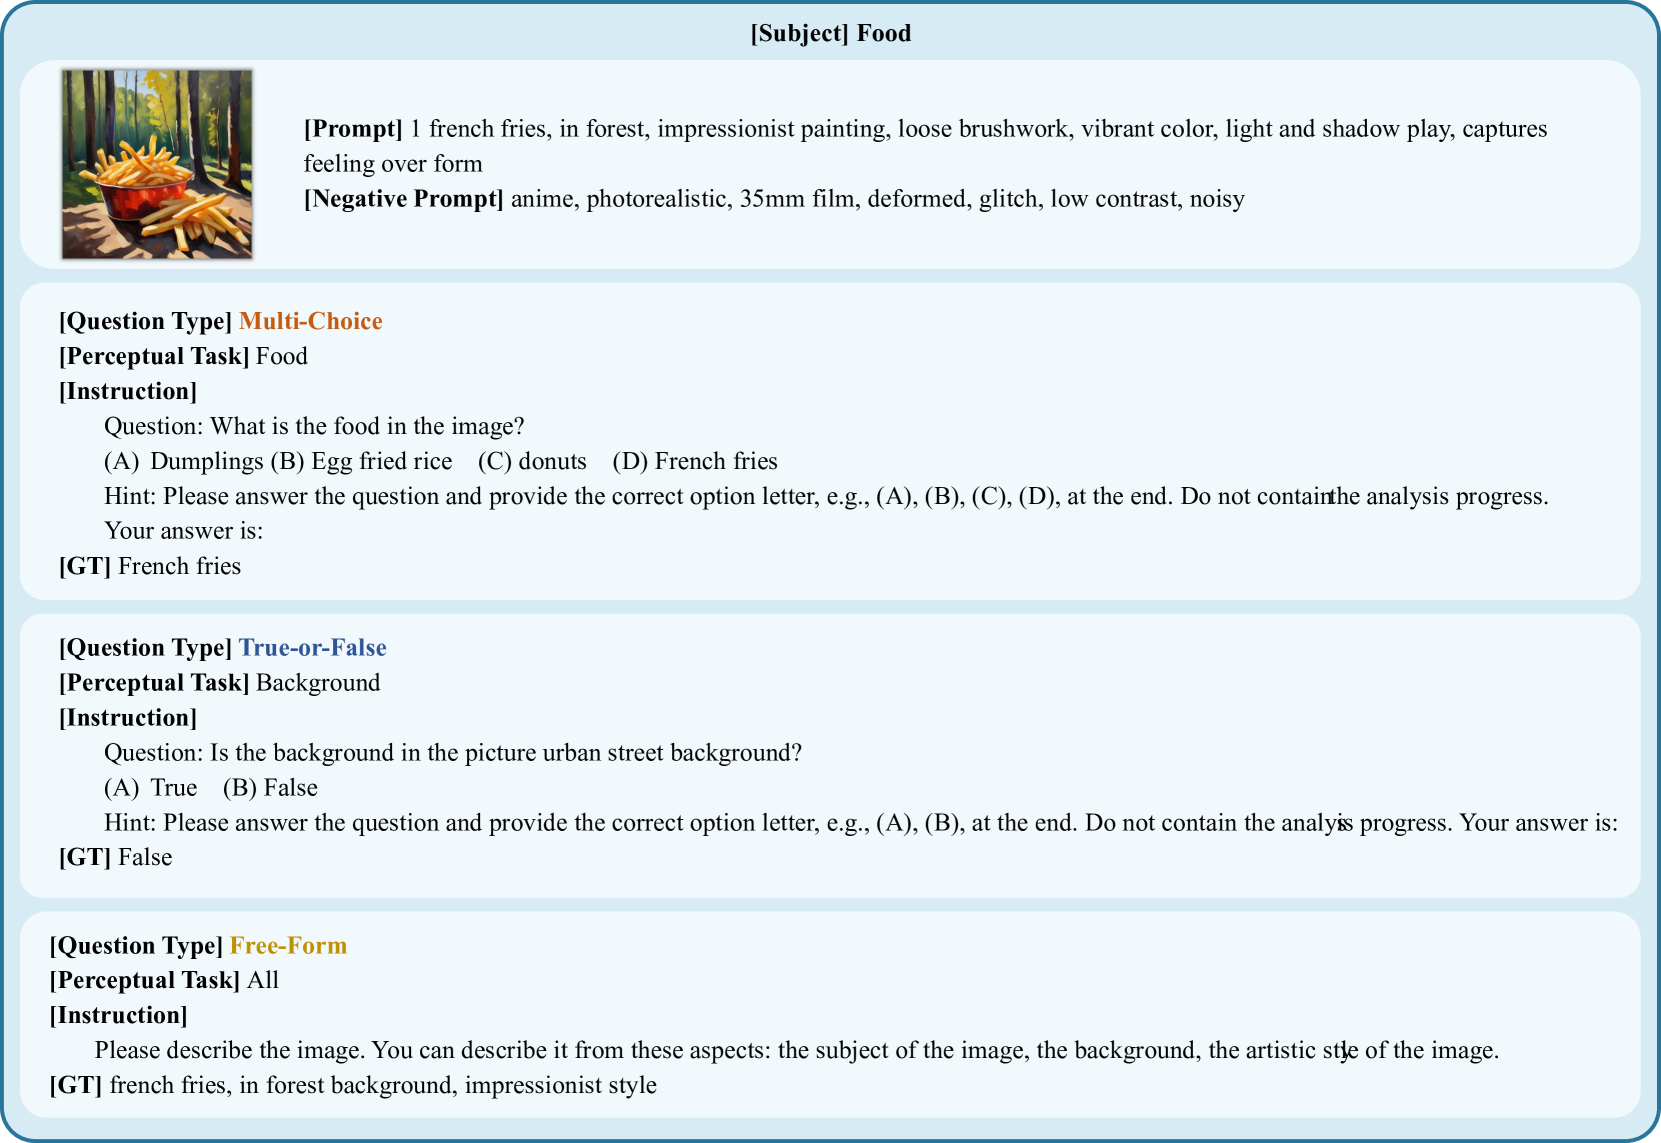 [Subject] Food
[Prompt] 1 french fries, in forest, impressionist painting, loose brushwork, vibrant color, light and shadow play, captures
feeling over form
[Negative Prompt] anime, photorealistic, 35mm film, deformed, glitch, low contrast, noisy
[Question Type] Multi-Choice
[Perceptual Task] Food
[Instruction]
Question: What is the food in the image?
(A) Dumplings (B) Egg fried rice (C) donuts (D) French fries
Hint: Please answer the question and provide the correct option letter, e.g., (A), (B), (C), (D), at the end. Do not contain the analysis progress.
Your answer is:
[GT] French fries
[Question Type] True-or-False
[Perceptual Task] Background
[Instruction]
Question: Is the background in the picture urban street background?
(A) True (B) False
Hint: Please answer the question and provide the correct option letter, e.g., (A), (B), at the end. Do not contain the analysis progress. Your answer is:
[GT] False
[Question Type] Free-Form
[Perceptual Task] All
[Instruction]
Please describe the image. You can describe it from these aspects: the subject of the image, the background, the artistic style of the image.
[GT] french fries, in forest background, impressionist style